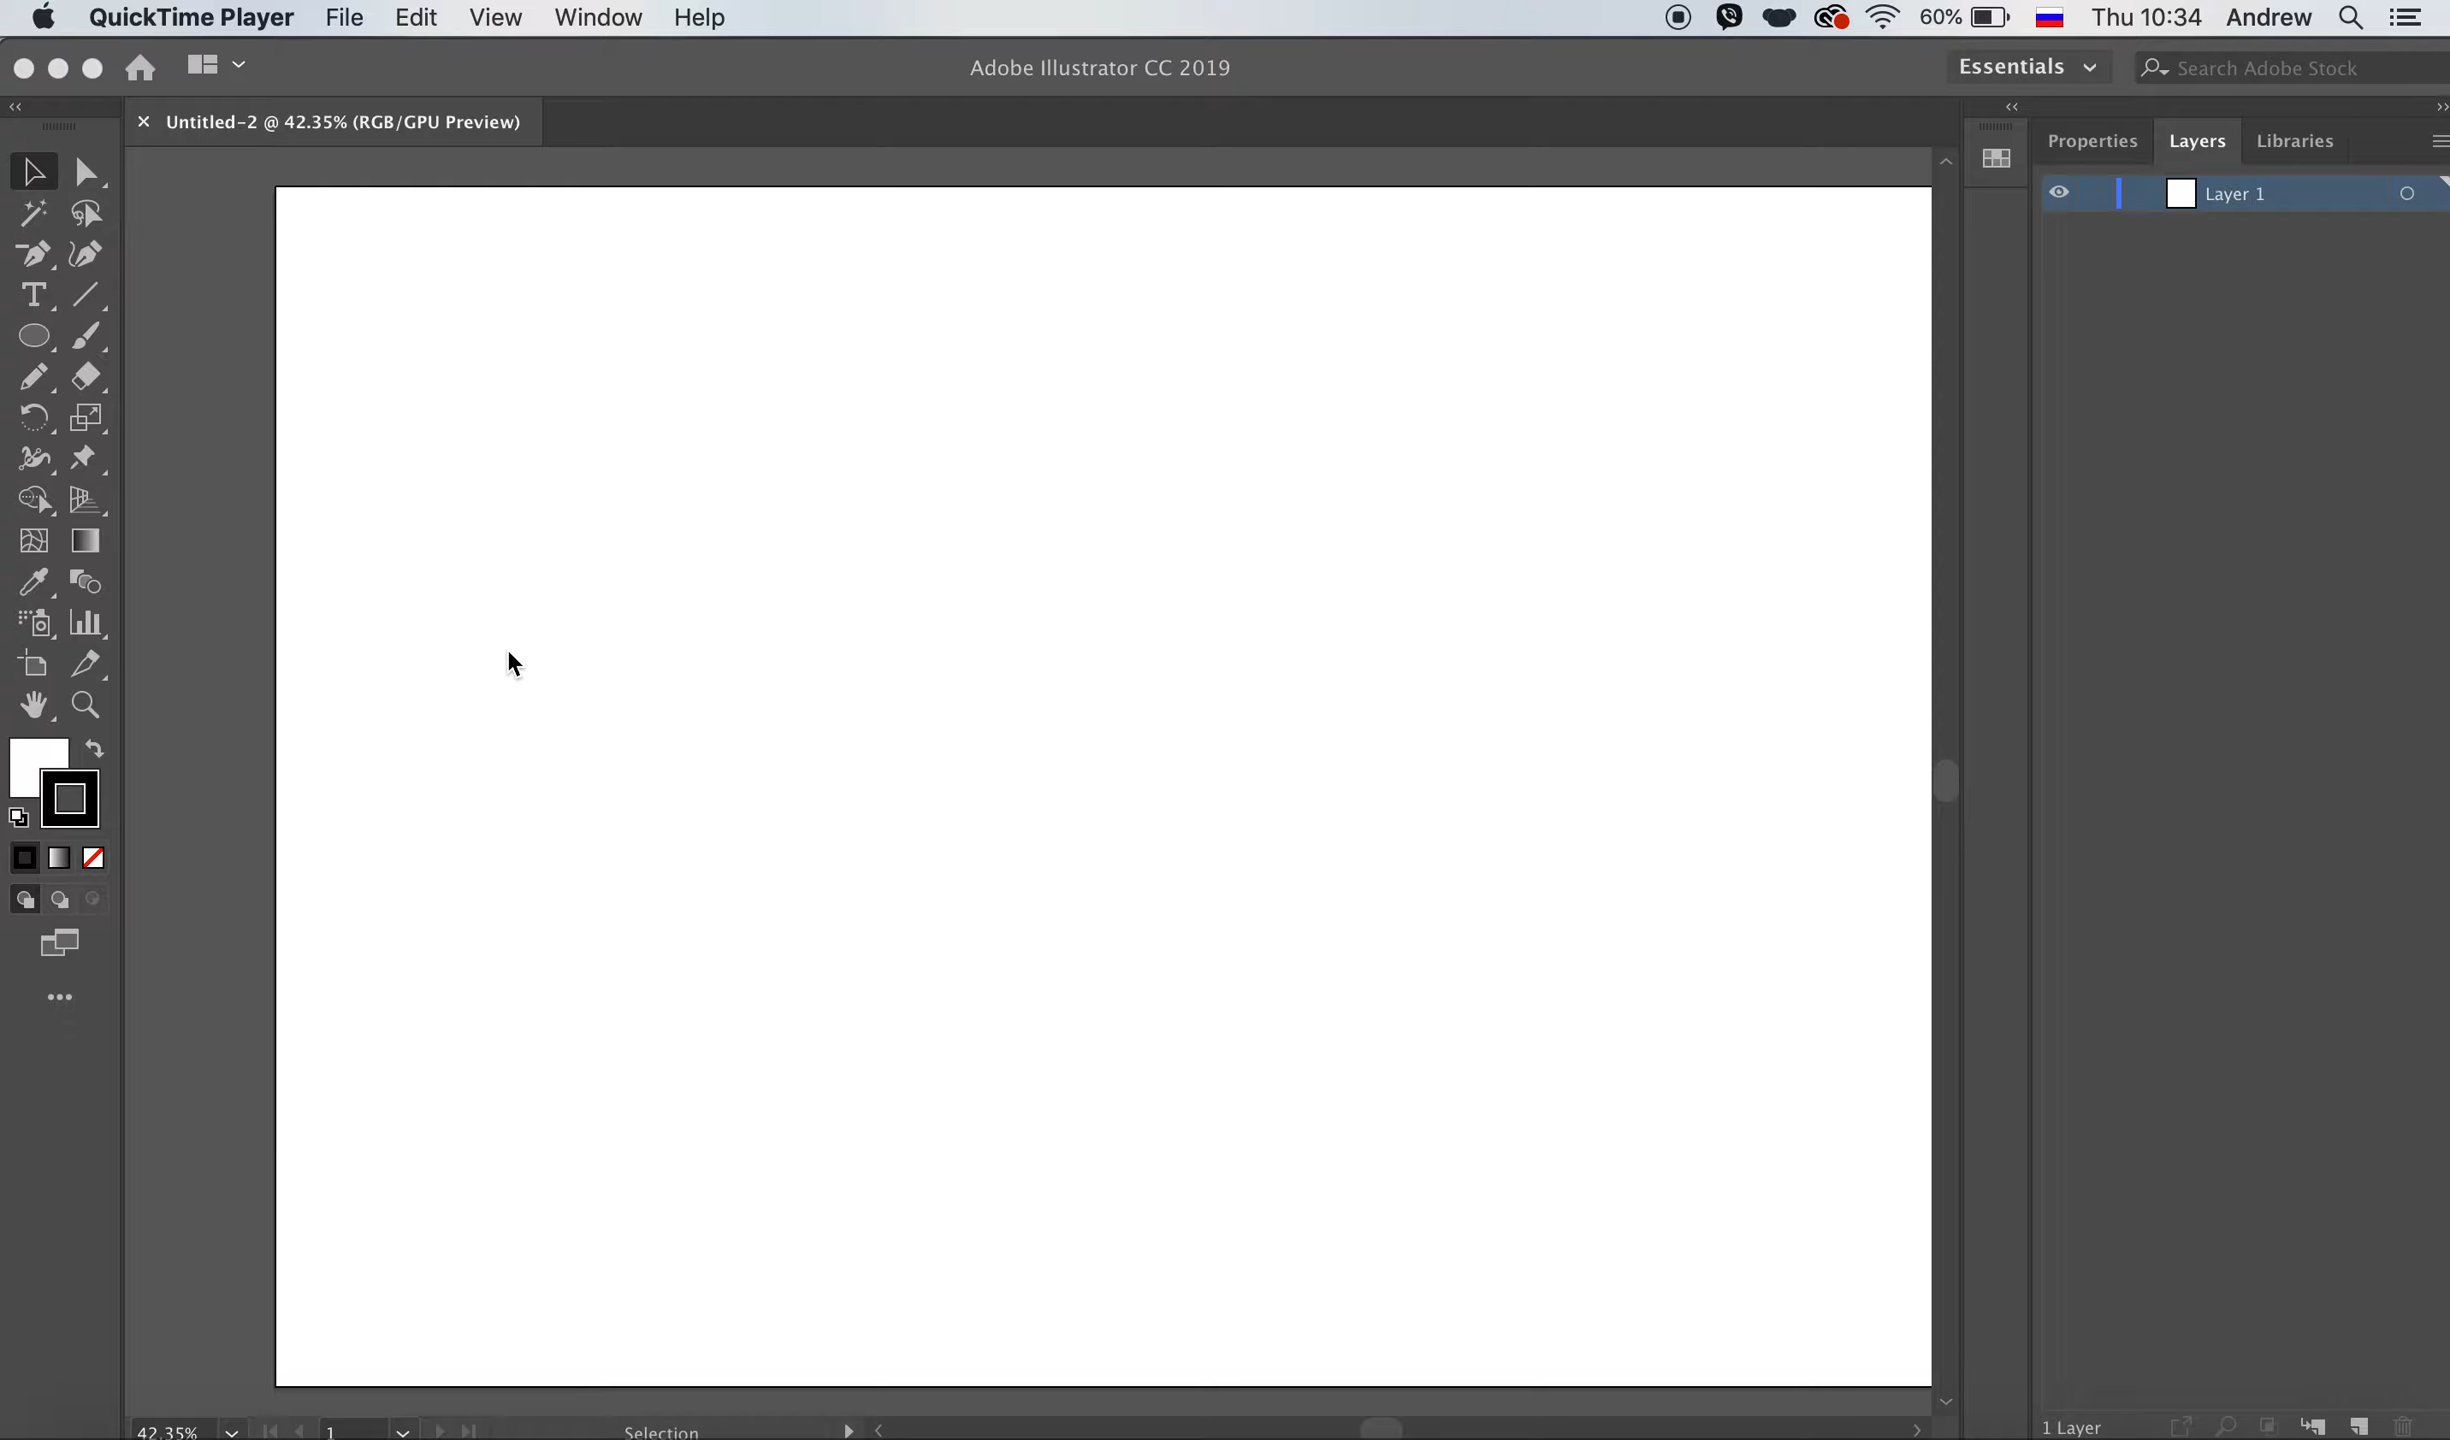 QuickTime Player File Edit View Window Help 60% Thu 10:34 Andrew
Adobe Illustrator CC 2019 Essentials Search Adobe Stock
Untitled-2 @ 42.35% (RGB/GPU Preview)
Properties Layers Libraries
Layer 1
42.35% 1 Selection 1 Layer